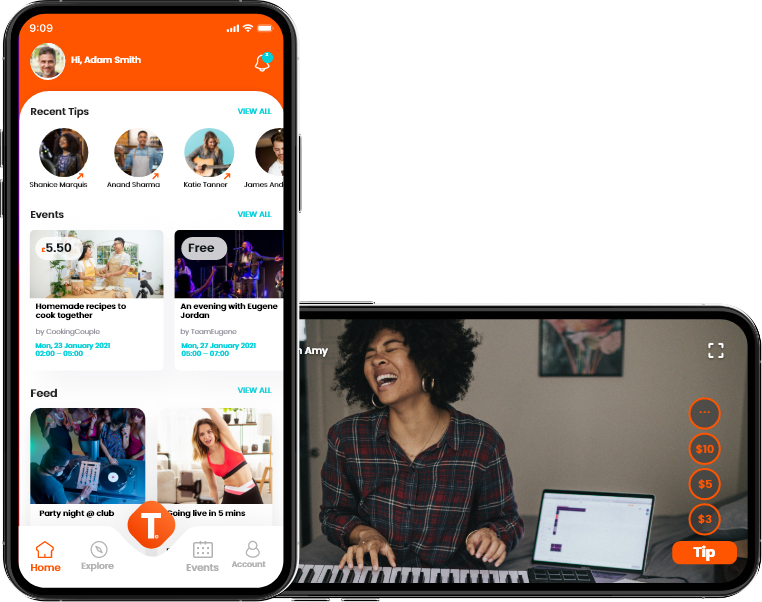 9:09
Hi, Adam Smith
Recent Tips
VIEW ALL
Shanice Marquis
Anand Sharma
Katie Tanner
James And
Events
VIEW ALL
5.50
Free
Homemade recipes to
cook together
by CookingCouple
Mon, 23 January 2021
02:00 – 05:00
An evening with Eugene
Jordan
by TeamEugene
Mon, 27 January 2021
05:00 – 07:00
Feed
VIEW ALL
Party night @ club
Going live in 5 mins
T
Home
Explore
Events
Account
Amy
...
$10
$5
$3
Tip